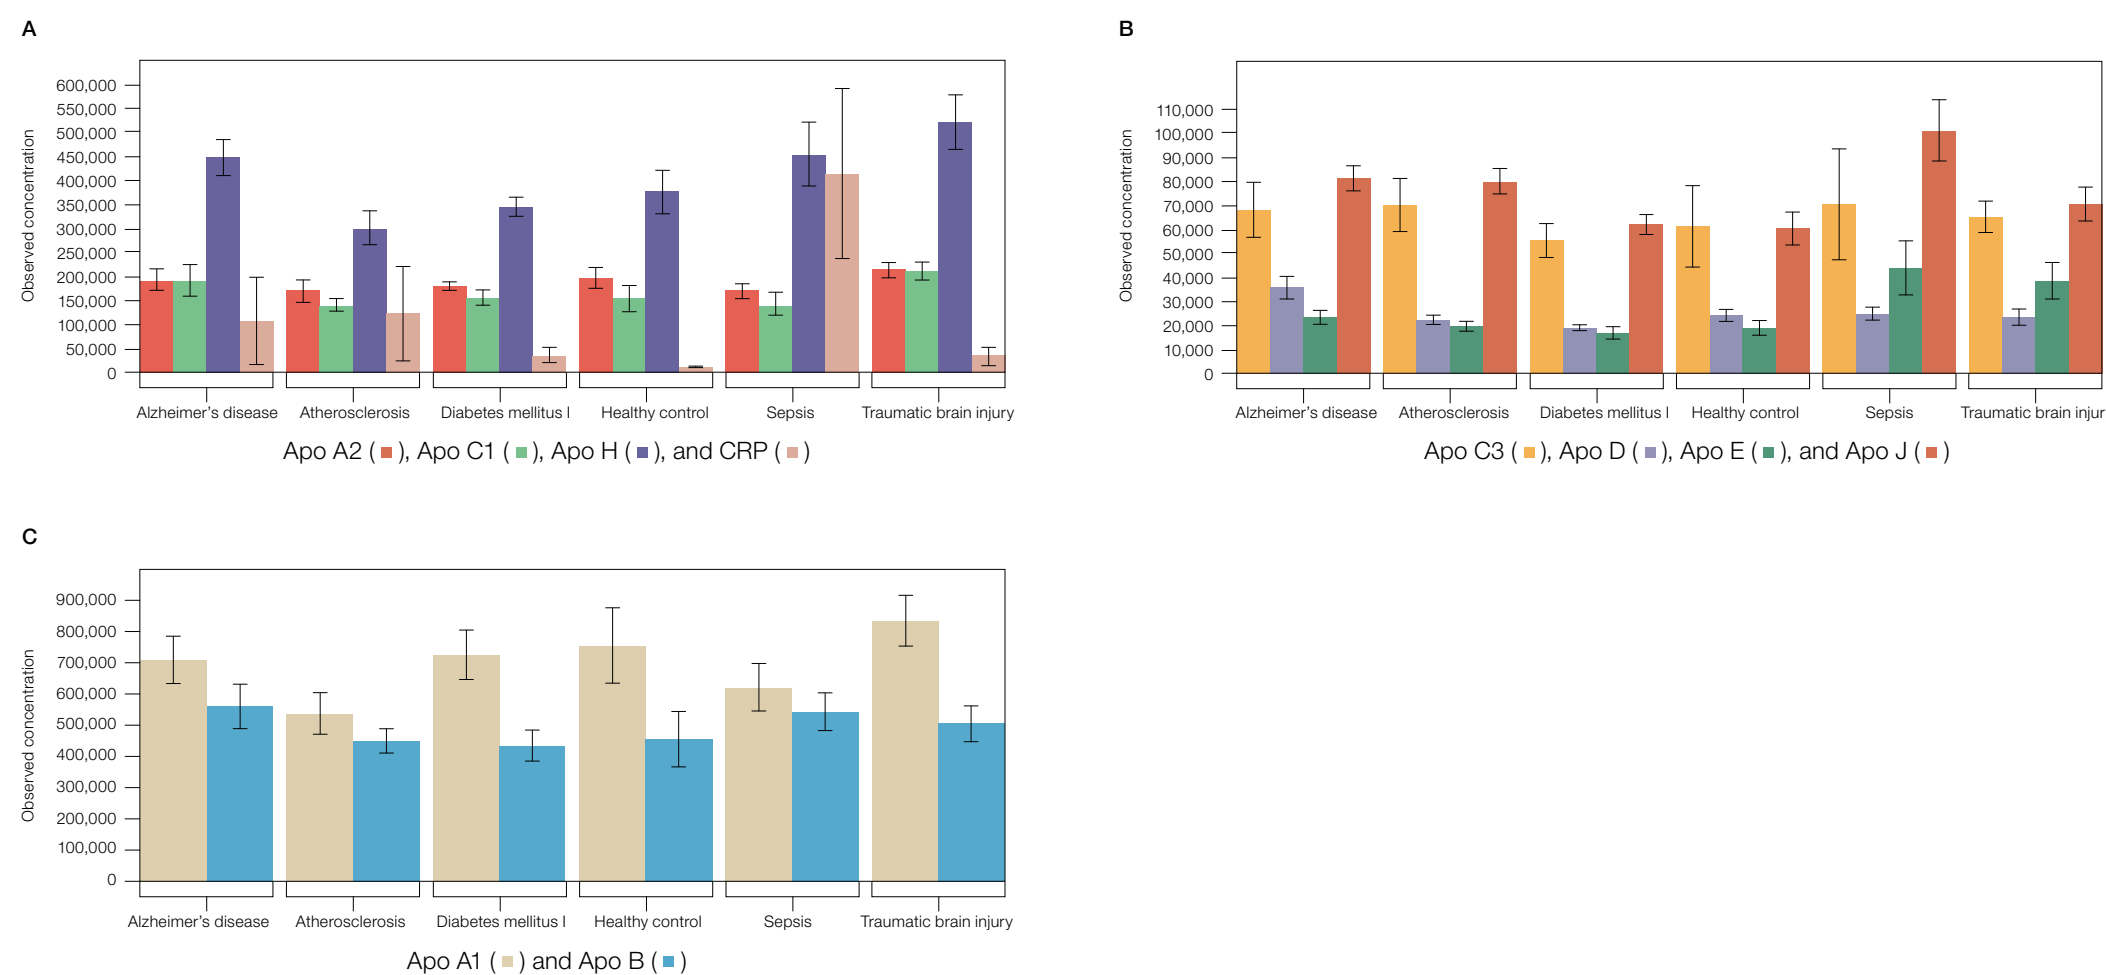 A
Observed concentration
600,000
550,000
500,000
450,000
400,000
350,000
300,000
250,000
200,000
150,000
100,000
50,000
0
Alzheimer's disease Atherosclerosis Diabetes mellitus I Healthy control Sepsis Traumatic brain injury
Apo A2 ( ), Apo C1 ( ), Apo H ( ), and CRP ( )
B
Observed concentration
110,000
100,000
90,000
80,000
70,000
60,000
50,000
40,000
30,000
20,000
10,000
0
Alzheimer's disease Atherosclerosis Diabetes mellitus I Healthy control Sepsis Traumatic brain injur
Apo C3 ( ), Apo D ( ), Apo E ( ), and Apo J ( )
C
Observed concentration
900,000
800,000
700,000
600,000
500,000
400,000
300,000
200,000
100,000
0
Alzheimer's disease Atherosclerosis Diabetes mellitus I Healthy control Sepsis Traumatic brain injury
Apo A1 ( ) and Apo B ( )